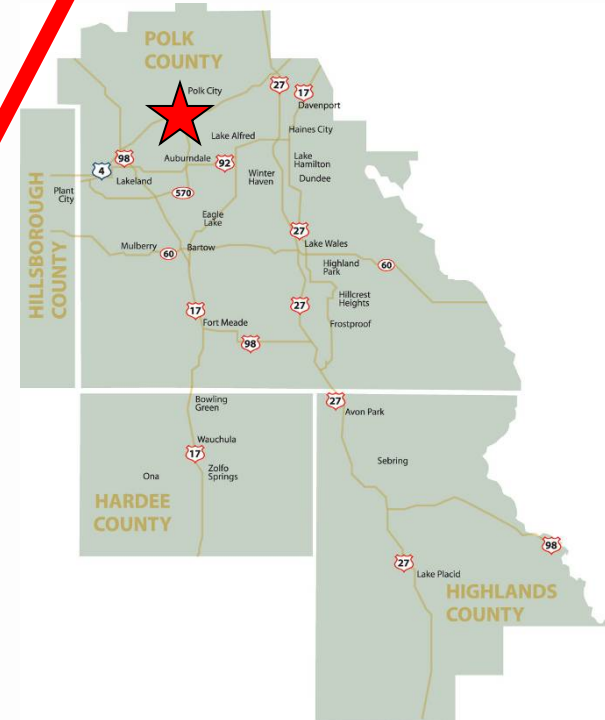 POLK
COUNTY
27
Polk City
17
Davenport
Haines City
Lake Alfred
98
Auburndale
92
Lake
Hamilton
4
Lakeland
Winter
Haven
Dundee
HILLSBOROUGH
COUNTY
Plant
City
570
Eagle
Lake
27
Mulberry
60
Bartow
Lake Wales
Highland
Park
60
Hillcrest
Heights
17
27
Fort Meade
Frostproof
98
Bowling
Green
27
Avon Park
Wauchula
17
Zolfo
Springs
Ona
Sebring
HARDEE
COUNTY
98
27
Lake Placid
HIGHLANDS
COUNTY